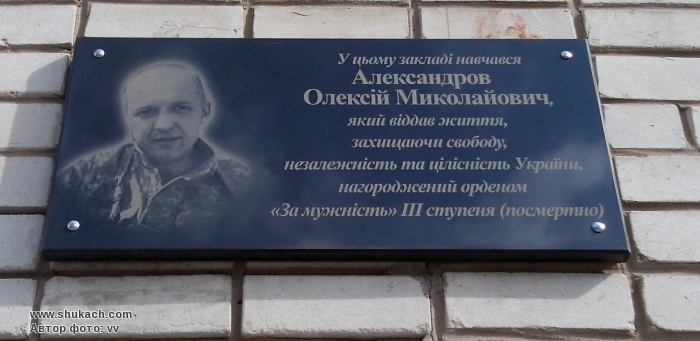 У цьому закладі навчався
Александров
Олексій Миколайович,
який віддав життя,
захищаючи свободу,
незалежність та цілісність України,
нагороджений орденом
«За мужність» III ступеня (посмертно)
www.shukach.com
Автор фото: vv